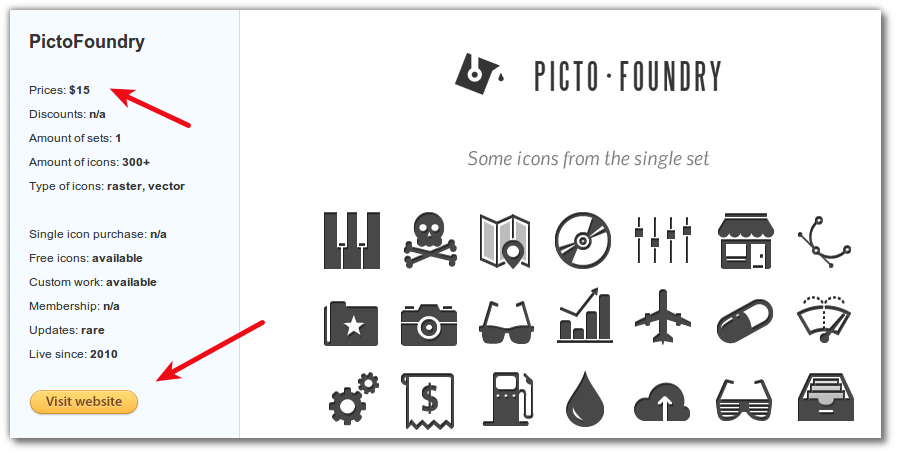 PictoFoundry
Prices: $15
Discounts: n/a
Amount of sets: 1
Amount of icons: 300+
Type of icons: raster, vector
Single icon purchase: n/a
Free icons: available
Custom work: available
Membership: n/a
Updates: rare
Live since: 2010
Visit website
PICTO·FOUNDRY
Some icons from the single set
$